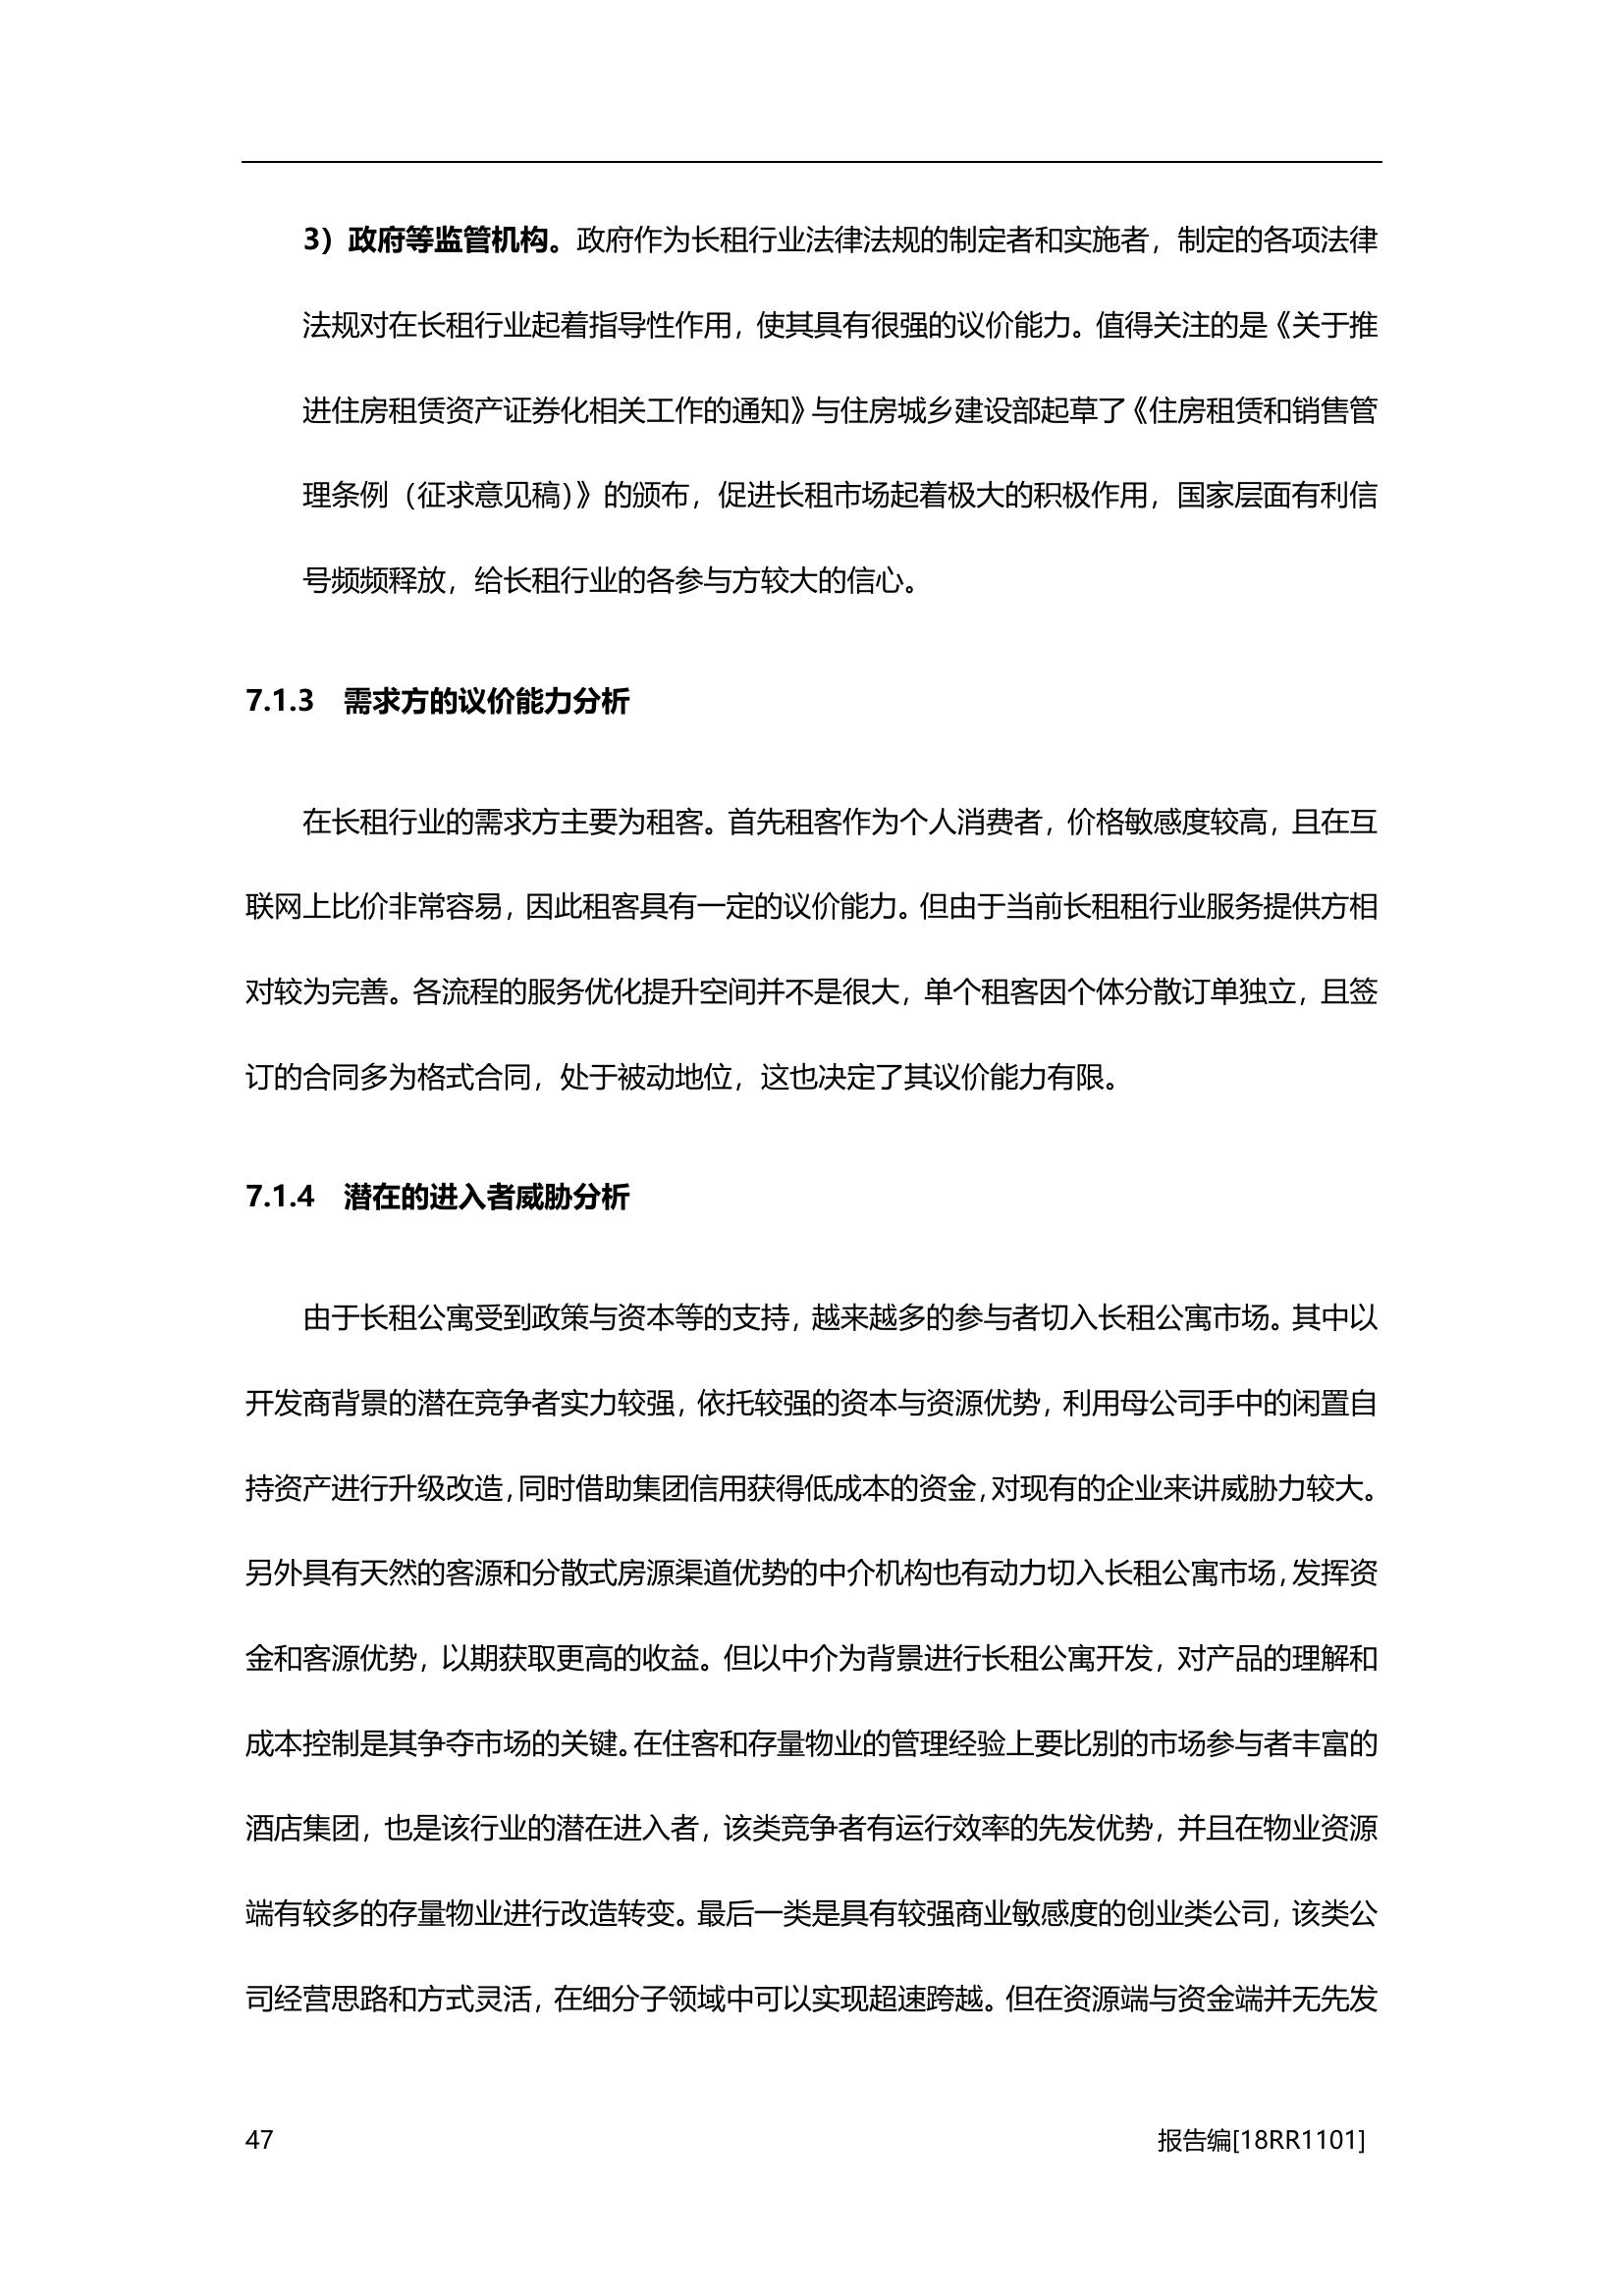 3）政府等监管机构。政府作为长租行业法律法规的制定者和实施者，制定的各项法律
法规对在长租行业起着指导性作用，使其具有很强的议价能力。值得关注的是《关于推
进住房租赁资产证券化相关工作的通知》与住房城乡建设部起草了《住房租赁和销售管
理条例（征求意见稿）》的颁布，促进长租市场起着极大的积极作用，国家层面有利信
号频频释放，给长租行业的各参与方较大的信心。
7.1.3 需求方的议价能力分析
在长租行业的需求方主要为租客。首先租客作为个人消费者，价格敏感度较高，且在互
联网上比价非常容易，因此租客具有一定的议价能力。但由于当前长租租行业服务提供方相
对较为完善。各流程的服务优化提升空间并不是很大，单个租客因个体分散订单独立，且签
订的合同多为格式合同，处于被动地位，这也决定了其议价能力有限。
7.1.4 潜在的进入者威胁分析
由于长租公寓受到政策与资本等的支持，越来越多的参与者切入长租公寓市场。其中以
开发商背景的潜在竞争者实力较强，依托较强的资本与资源优势，利用母公司手中的闲置自
持资产进行升级改造，同时借助集团信用获得低成本的资金，对现有的企业来讲威胁力较大。
另外具有天然的客源和分散式房源渠道优势的中介机构也有动力切入长租公寓市场，发挥资
金和客源优势，以期获取更高的收益。但以中介为背景进行长租公寓开发，对产品的理解和
成本控制是其争夺市场的关键。在住客和存量物业的管理经验上要比别的市场参与者丰富的
酒店集团，也是该行业的潜在进入者，该类竞争者有运行效率的先发优势，并且在物业资源
端有较多的存量物业进行改造转变。最后一类是具有较强商业敏感度的创业类公司，该类公
司经营思路和方式灵活，在细分子领域中可以实现超速跨越。但在资源端与资金端并无先发
47 报告编[18RR1101]